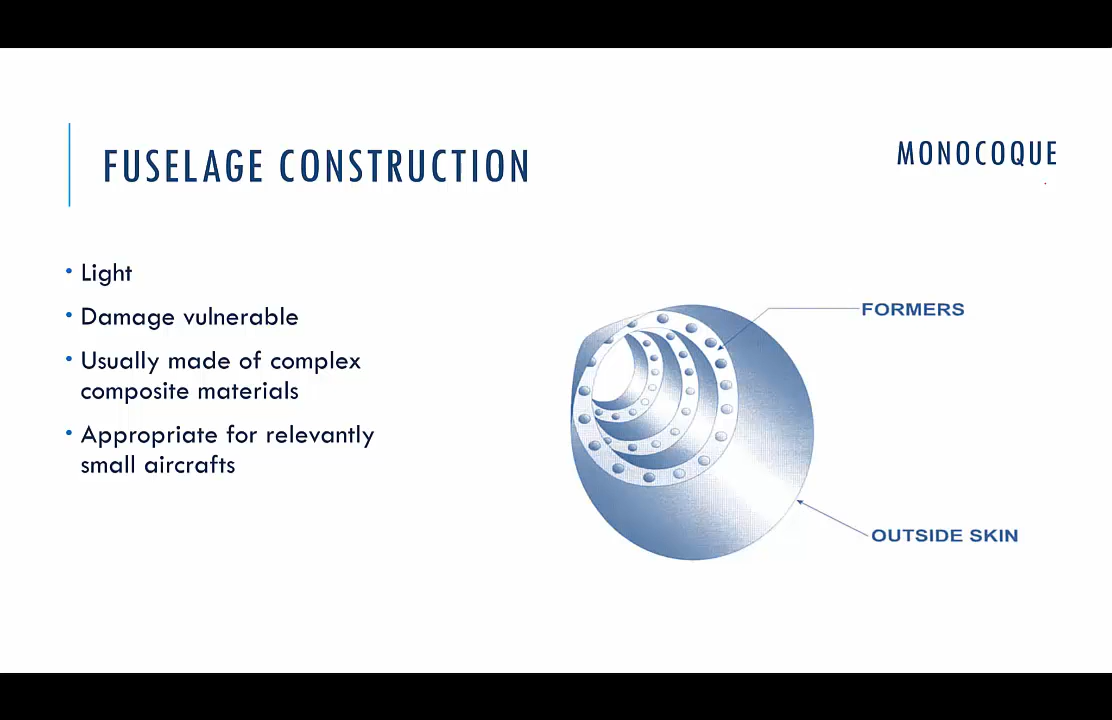 FUSELAGE CONSTRUCTION
MONOCOQUE
• Light
• Damage vulnerable
• Usually made of complex
composite materials
• Appropriate for relevantly
small aircrafts
FORMERS
OUTSIDE SKIN